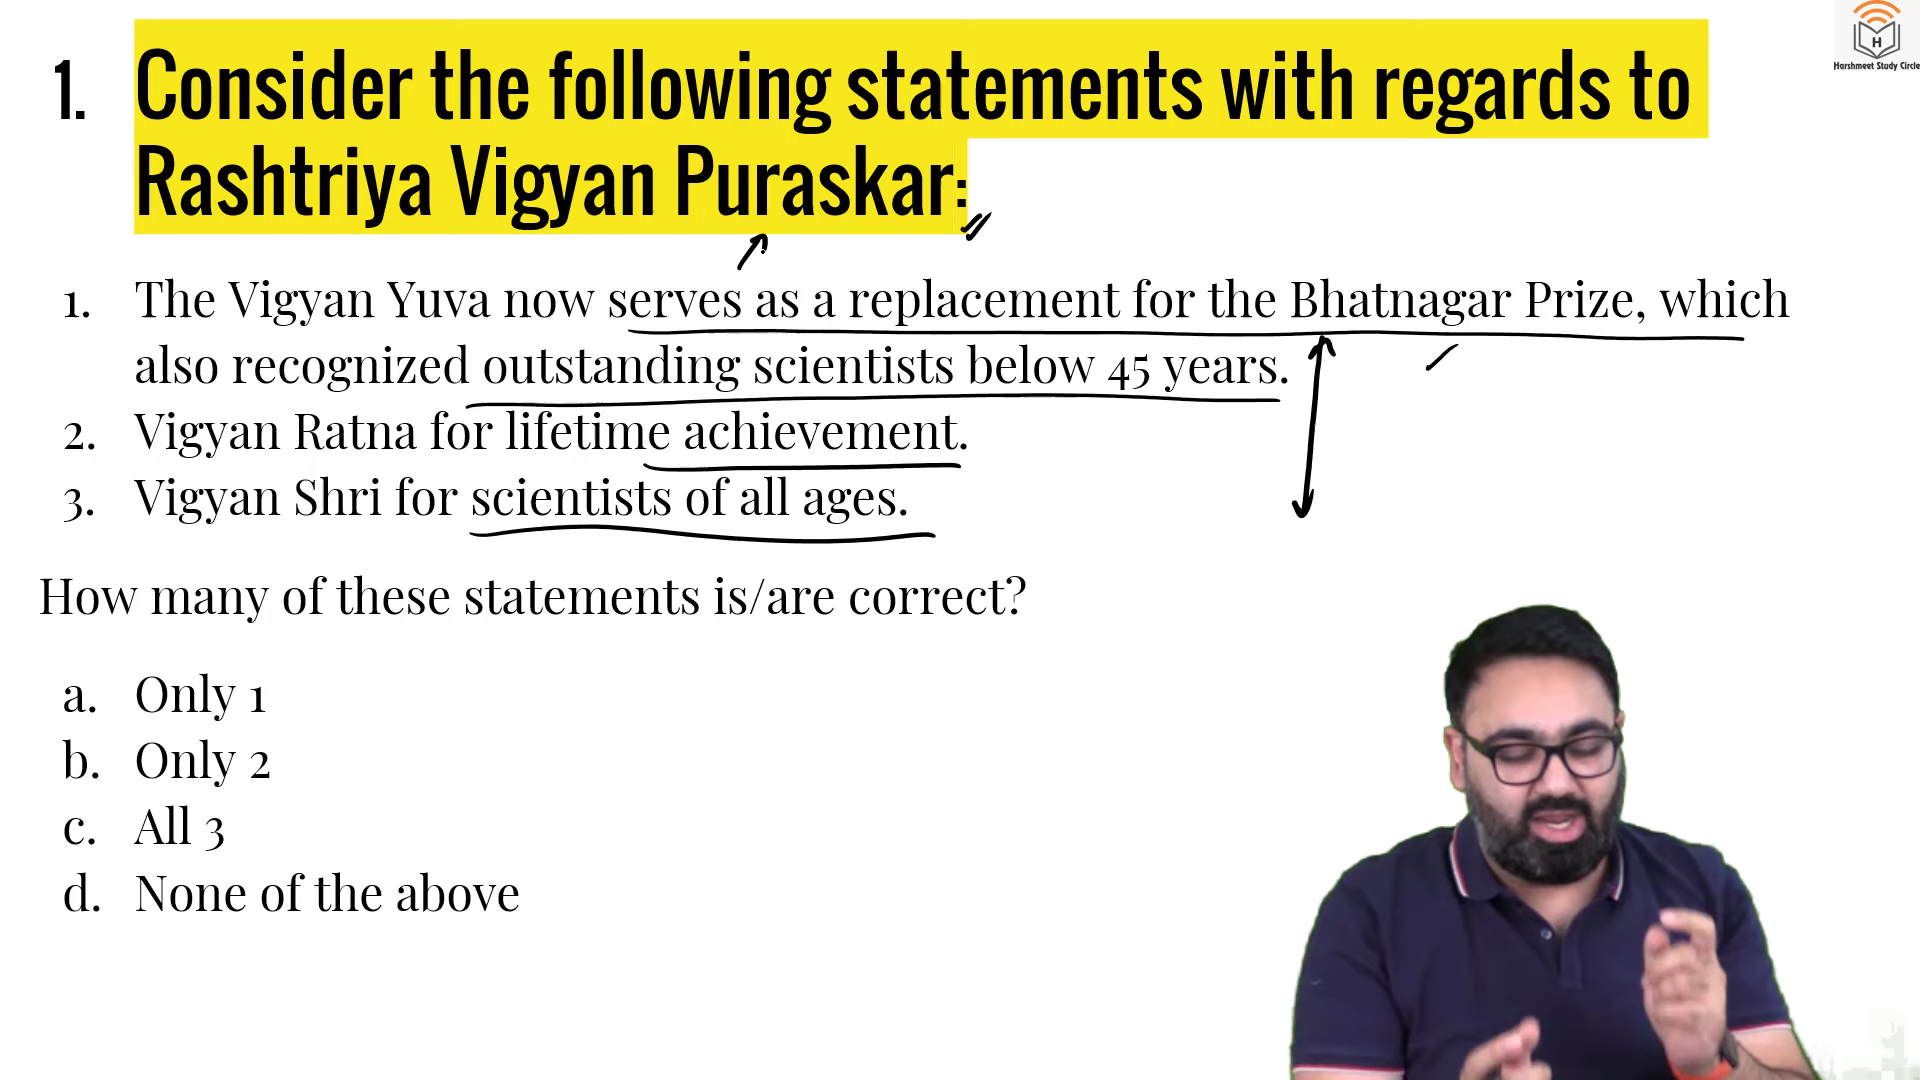 H
Harshmeet Study Circle
1. Consider the following statements with regards to
Rashtriya Vigyan Puraskar:
1. The Vigyan Yuva now serves as a replacement for the Bhatnagar Prize, which
also recognized outstanding scientists below 45 years.
2. Vigyan Ratna for lifetime achievement.
3. Vigyan Shri for scientists of all ages.
How many of these statements is/are correct?
a. Only 1
b. Only 2
c. All 3
d. None of the above